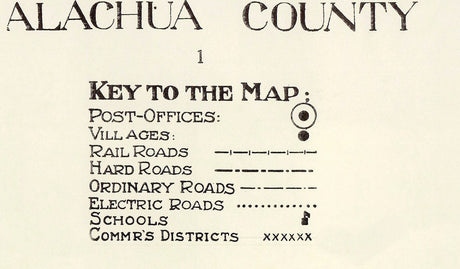 ALACHUA COUNTY
1
KEY TO THE MAP:
POST-OFFICES:
VILLAGES:
RAIL ROADS
HARD ROADS
ORDINARY ROADS
ELECTRIC ROADS
SCHOOLS
COMMR'S DISTRICTS xxxxxx